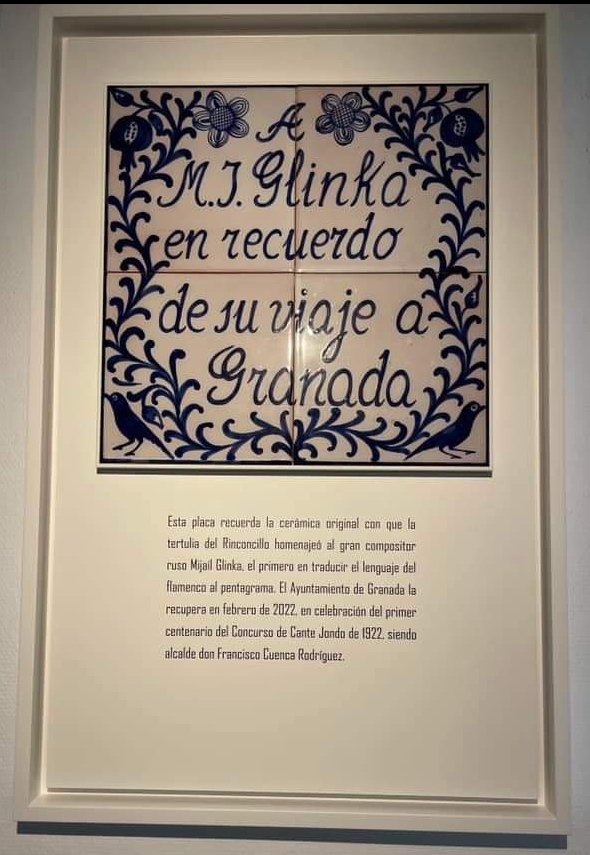 A
M.J. Glinka
en recuerdo
de su viaje a
Granada
Esta placa recuerda la cerámica original con que la
tertulia del Rinconcillo homenajeó al gran compositor
ruso Mijaíl Glinka, el primero en traducir el lenguaje del
flamenco al pentagrama. El Ayuntamiento de Granada la
recupera en febrero de 2022, en celebración del primer
centenario del Concurso de Cante Jondo de 1922, siendo
alcalde don Francisco Cuenca Rodríguez.